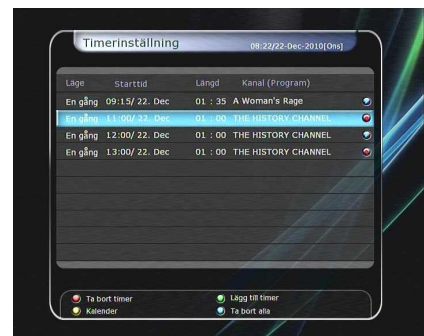 Timerinställning 08:22/22-Dec-2010[Ons]
Läge Starttid Längd Kanal (Program)
En gång 09:15/ 22. Dec 01 : 35 A Woman's Rage
En gång 11:00/ 22. Dec 01 : 00 THE HISTORY CHANNEL
En gång 12:00/ 22. Dec 01 : 00 THE HISTORY CHANNEL
En gång 13:00/ 22. Dec 01 : 00 THE HISTORY CHANNEL
Ta bort timer Lägg till timer
Kalender Ta bort alla